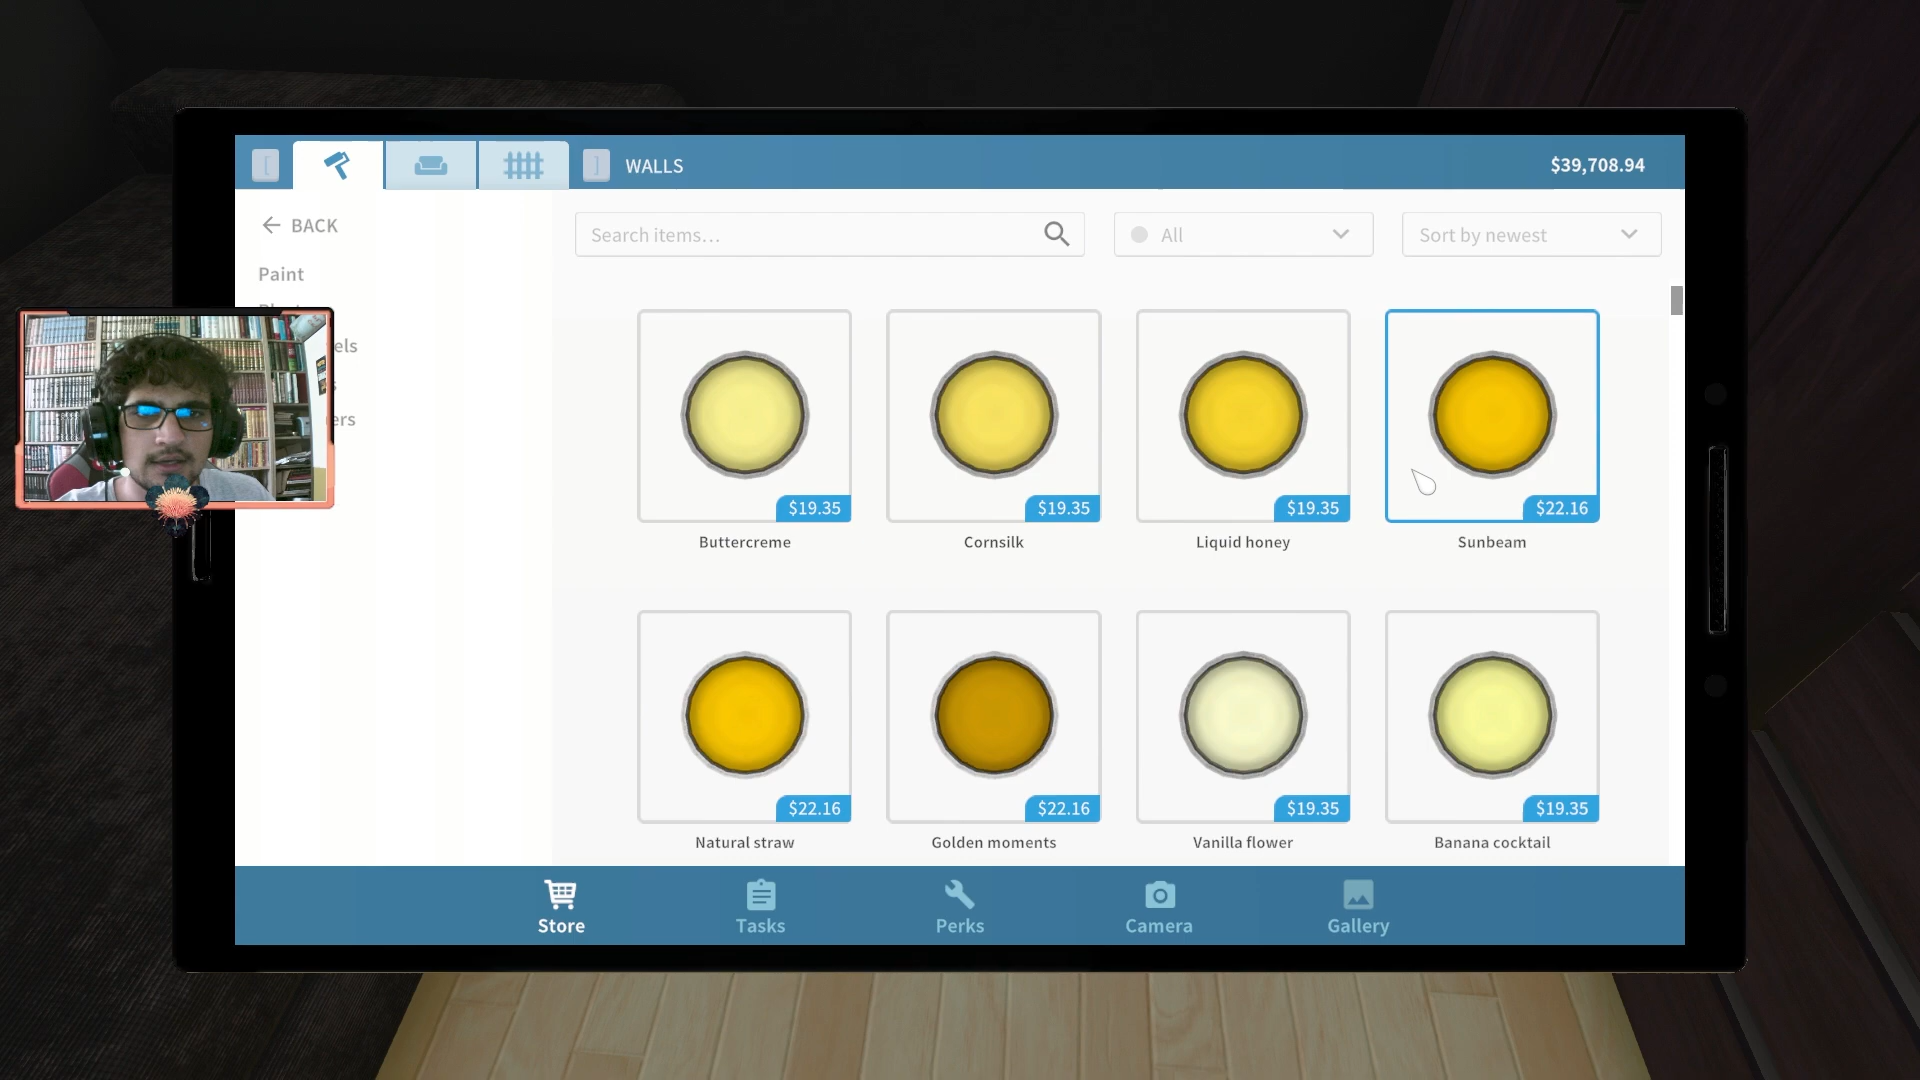 [
]
WALLS
$39,708.94
BACK
Search items...
All
Sort by newest
Paint
els
ers
$19.35
$19.35
$19.35
$22.16
Buttercreme
Cornsilk
Liquid honey
Sunbeam
$22.16
$22.16
$19.35
$19.35
Natural straw
Golden moments
Vanilla flower
Banana cocktail
Store
Tasks
Perks
Camera
Gallery